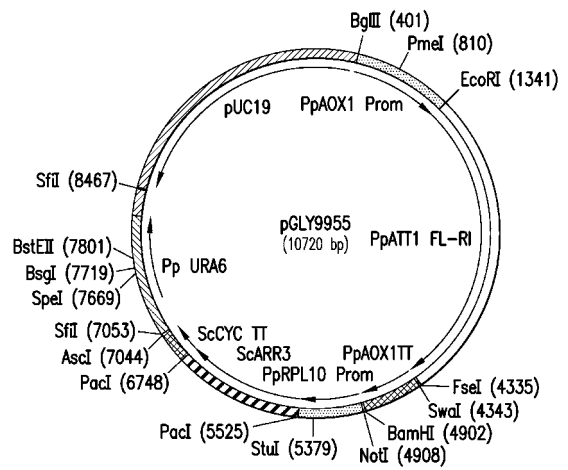 BglII (401)
PmeI (810)
EcoRI (1341)
pUC19
PpAOX1 Prom
SfiI (8467)
pGLY9955
(10720 bp)
PpATT1 FL-RI
BstEII (7801)
BsgI (7719)
SpeI (7669)
Pp URA6
SfiI (7053)
AscI (7044)
PacI (6748)
ScCYC TT
ScARR3
PpAOX1TT
PpRPL10 Prom
FseI (4335)
SwaI (4343)
BamHI (4902)
NotI (4908)
PacI (5525)
StuI (5379)